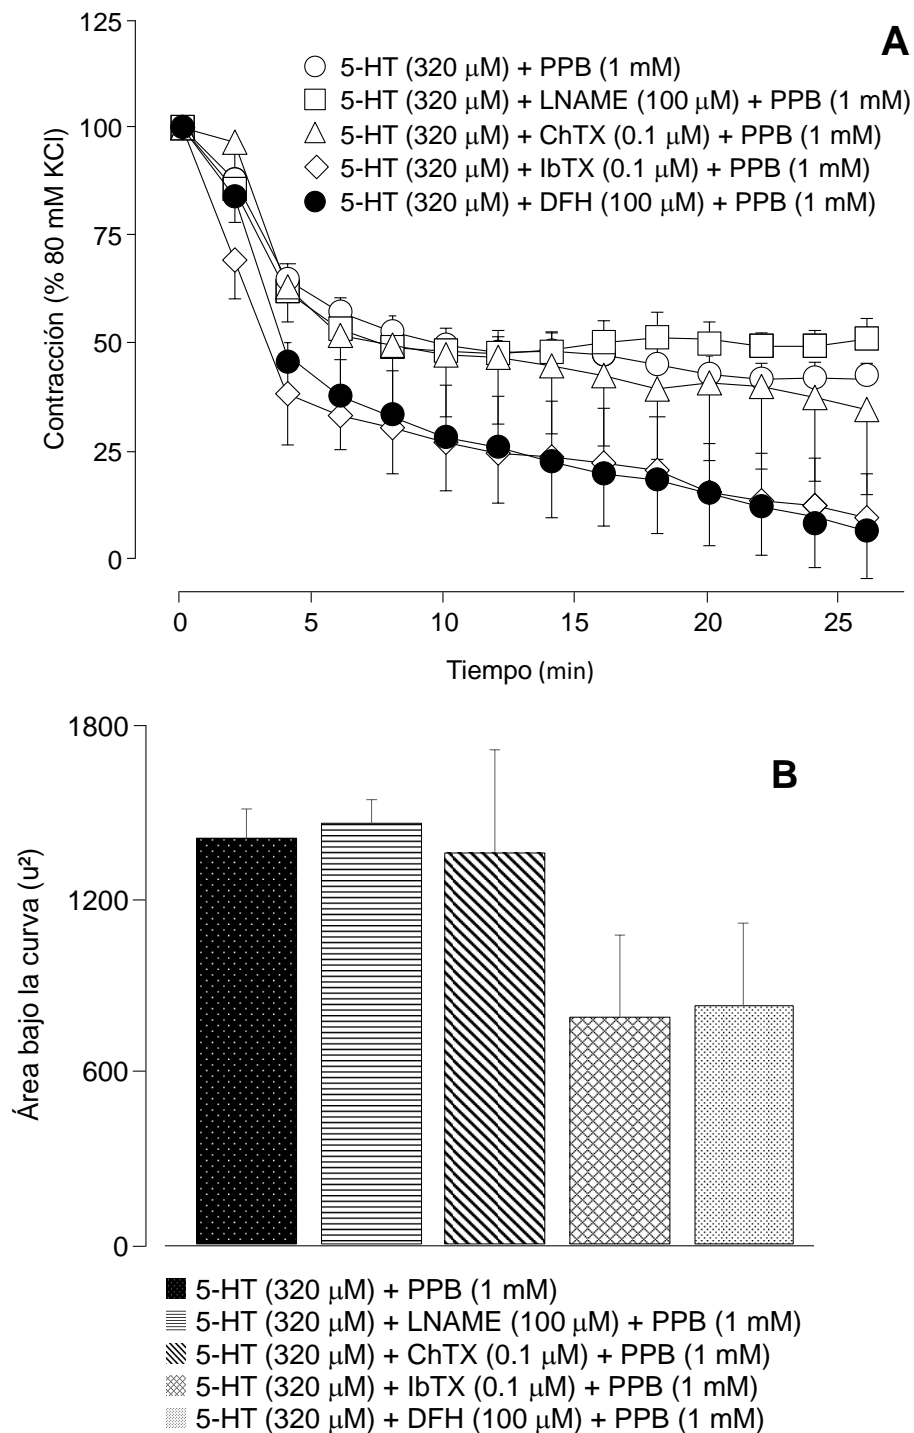 A
5-HT (320 μM) + PPB (1 mM)
5-HT (320 μM) + LNAME (100 μM) + PPB (1 mM)
5-HT (320 μM) + ChTX (0.1 μM) + PPB (1 mM)
5-HT (320 μM) + IbTX (0.1 μM) + PPB (1 mM)
5-HT (320 μM) + DFH (100 μM) + PPB (1 mM)
Contracción (% 80 mM KCl)
125
100
75
50
25
0
0 5 10 15 20 25
Tiempo (min)
B
Área bajo la curva (u²)
1800
1200
600
0
5-HT (320 μM) + PPB (1 mM)
5-HT (320 μM) + LNAME (100 μM) + PPB (1 mM)
5-HT (320 μM) + ChTX (0.1 μM) + PPB (1 mM)
5-HT (320 μM) + IbTX (0.1 μM) + PPB (1 mM)
5-HT (320 μM) + DFH (100 μM) + PPB (1 mM)